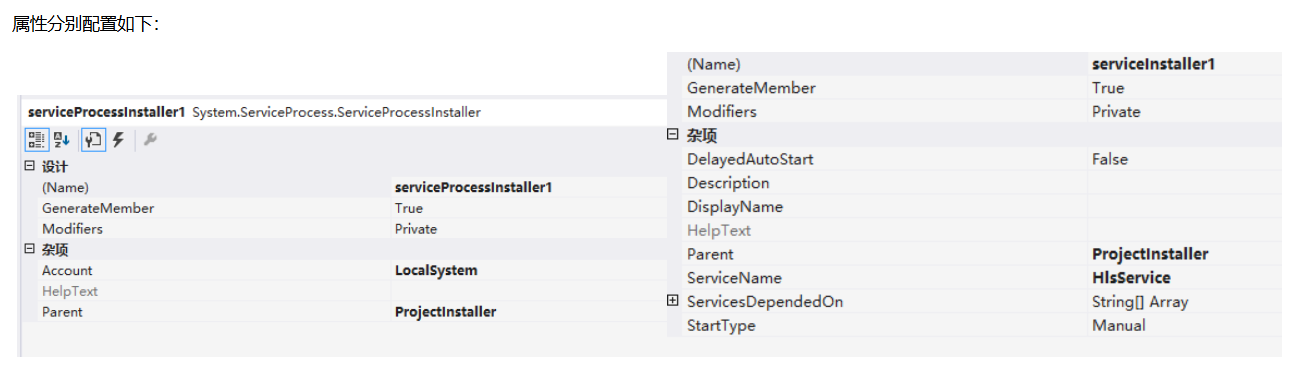 属性分别配置如下：
serviceProcessInstaller1 System.ServiceProcess.ServiceProcessInstaller
设计
(Name) serviceProcessInstaller1
GenerateMember True
Modifiers Private
杂项
Account LocalSystem
HelpText
Parent ProjectInstaller
(Name) serviceInstaller1
GenerateMember True
Modifiers Private
杂项
DelayedAutoStart False
Description
DisplayName
HelpText
Parent ProjectInstaller
ServiceName HlsService
ServicesDependedOn String[] Array
StartType Manual